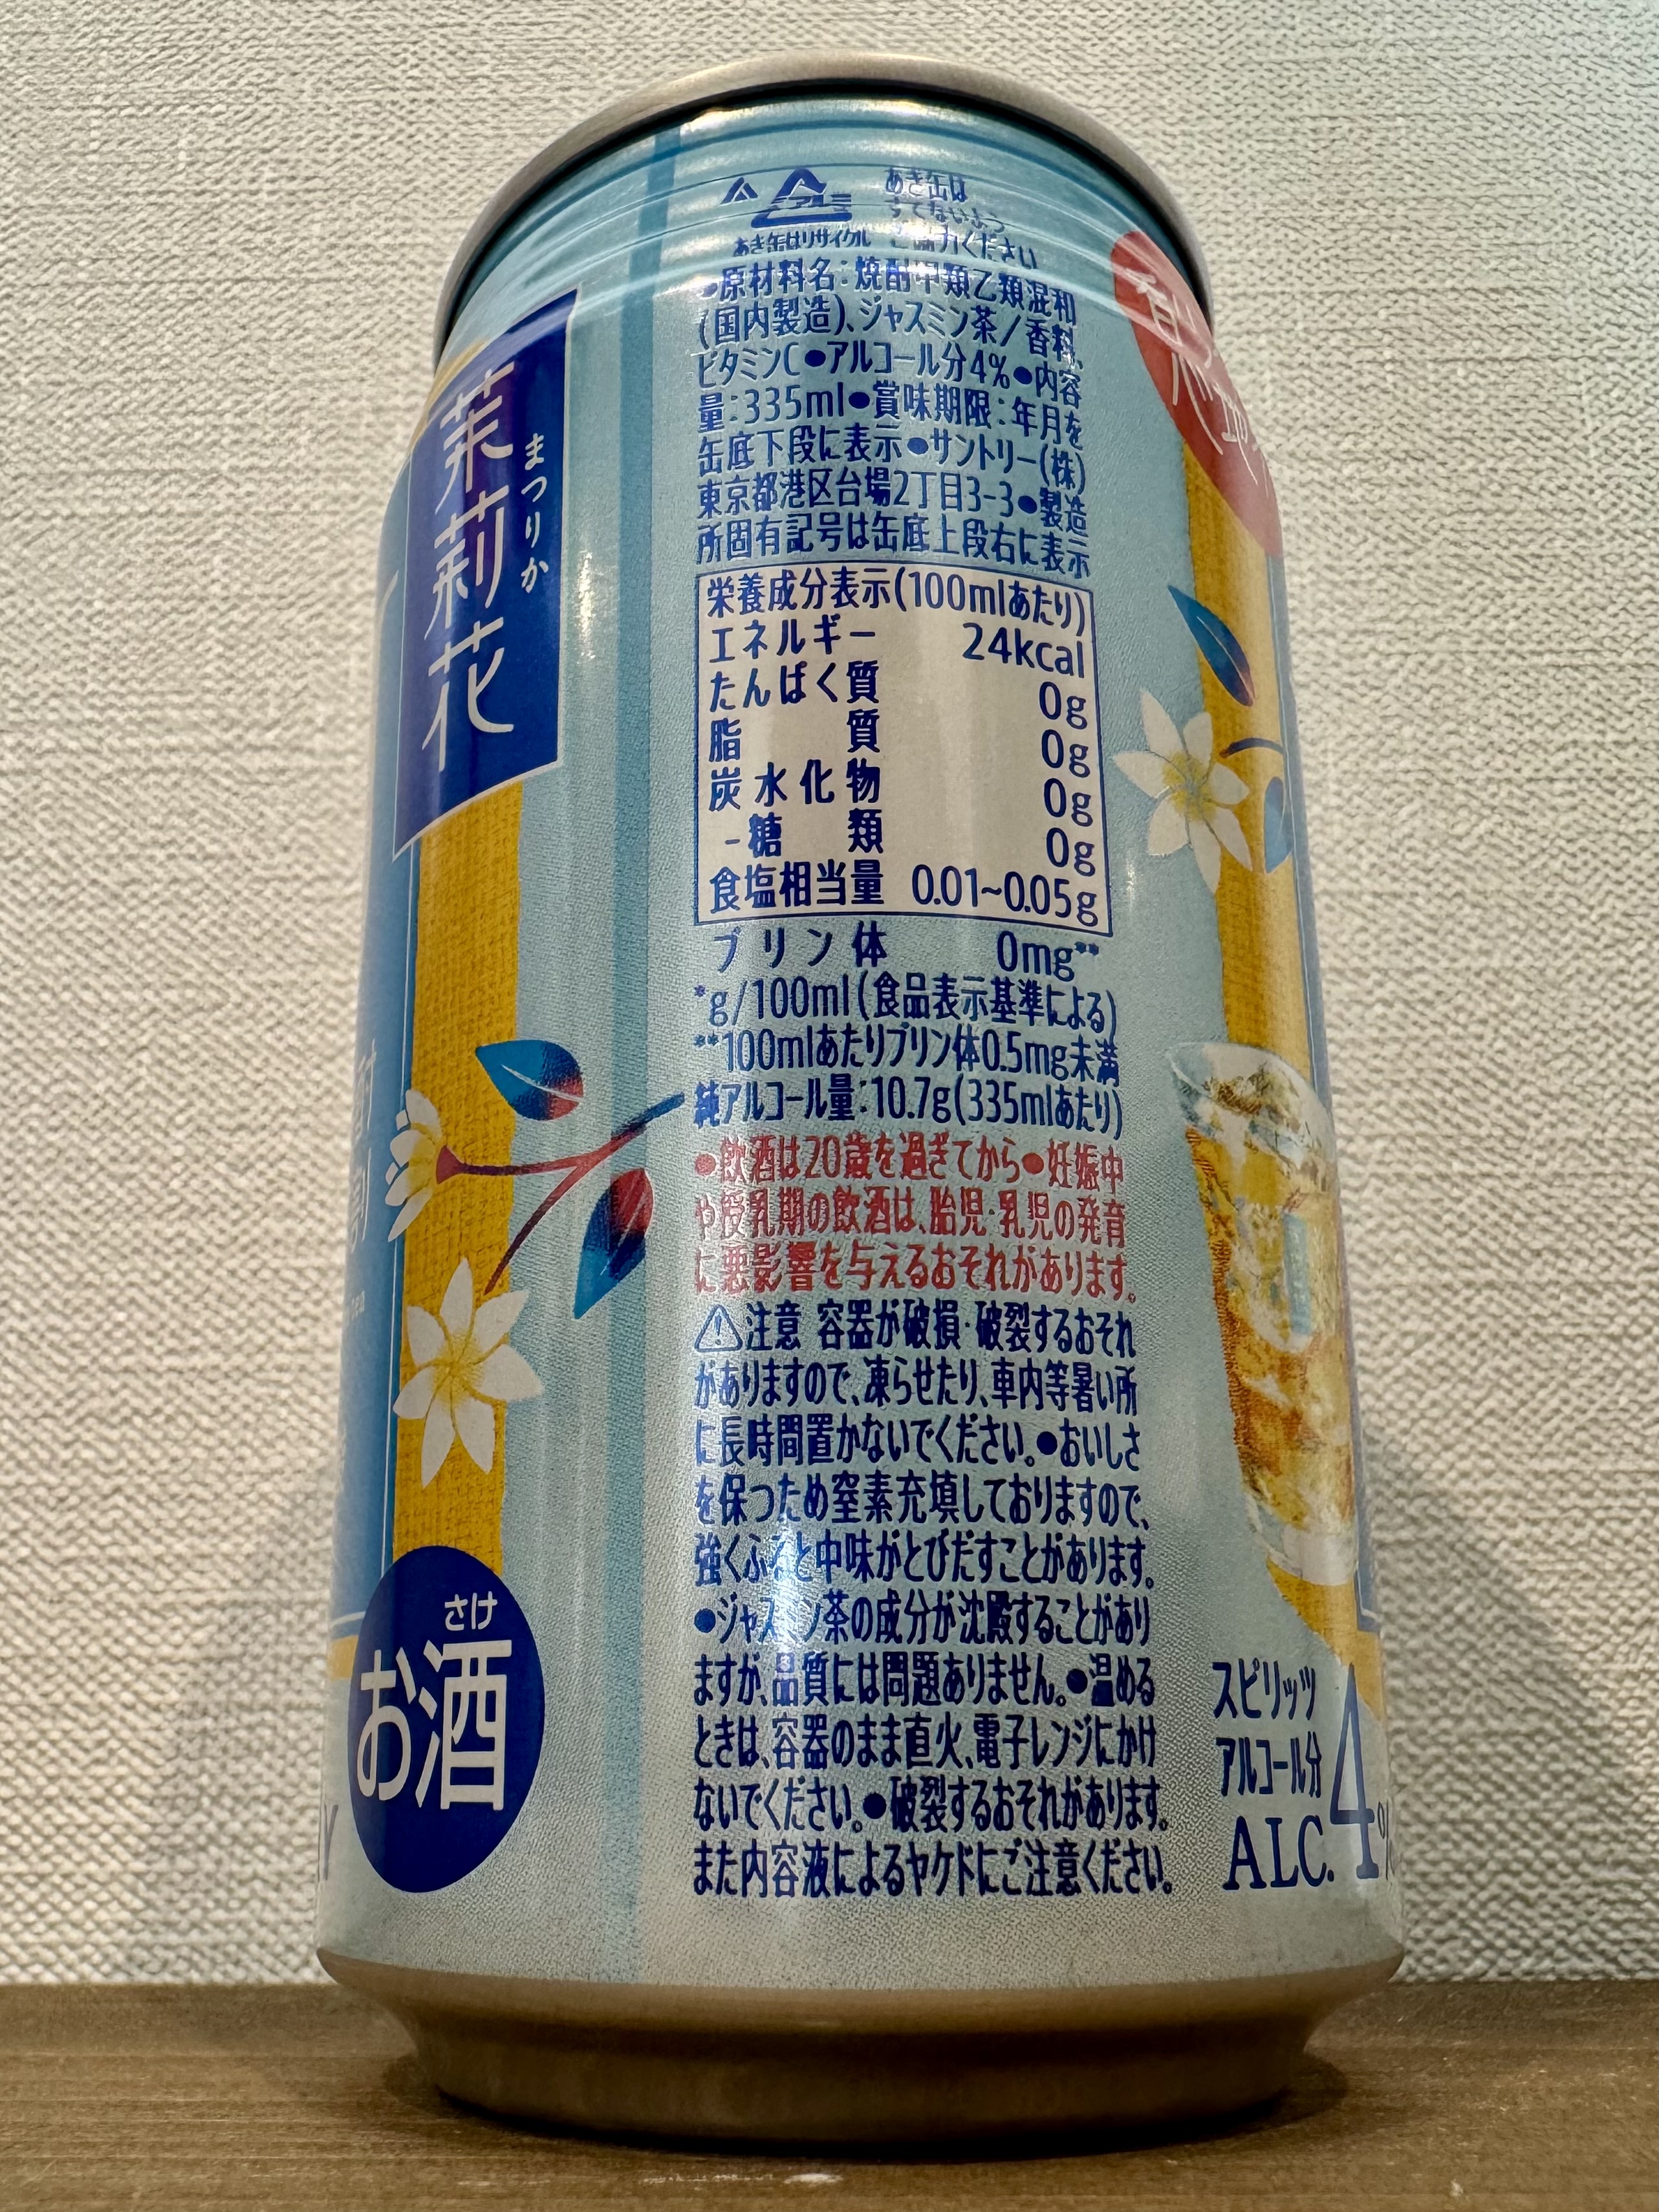 アルミ
あき缶はリサイクル
あき缶は
すてないよう
ご協力ください
●原材料名:焼酎甲類乙類混和
(国内製造)、ジャスミン茶/香料、
ビタミンC●アルコール分4%●内容
量:335ml●賞味期限:年月を
缶底下段に表示●サントリー(株)
東京都港区台場2丁目3-3●製造
所固有記号は缶底上段右に表示
栄養成分表示(100mlあたり)
エネルギー 24kcal
たんぱく質 0g
脂質 0g
炭水化物 0g
-糖類 0g
食塩相当量 0.01~0.05g
プリン体 0mg**
*g/100ml(食品表示基準による)
**100mlあたりプリン体0.5mg未満
純アルコール量:10.7g(335mlあたり)
●飲酒は20歳を過ぎてから●妊娠中
や授乳期の飲酒は、胎児・乳児の発育
に悪影響を与えるおそれがあります。
⚠注意 容器が破損・破裂するおそれ
がありますので、凍らせたり、車内等暑い所
に長時間置かないでください。●おいしさ
を保つため窒素充填しておりますので、
強くふると中味がとびだすことがあります。
●ジャスミン茶の成分が沈殿することがあり
ますが、品質には問題ありません。●温める
ときは、容器のまま直火、電子レンジにかけ
ないでください。●破裂するおそれがあります。
また内容液によるヤケドにご注意ください。
茉莉花
まつりか
さけ
お酒
スピリッツ
アルコール分
ALC. 4%